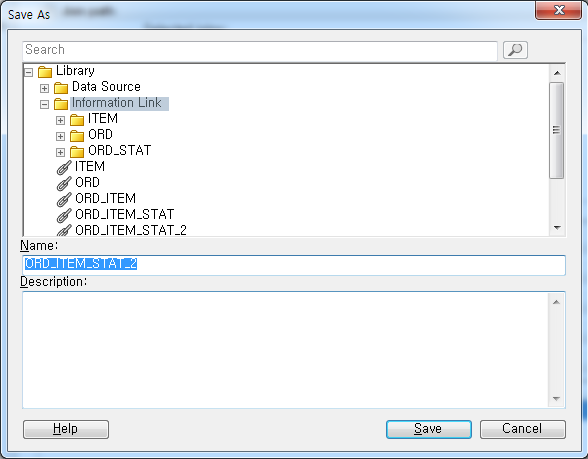 Save As
Search
Library
Data Source
Information Link
ITEM
ORD
ORD_STAT
ITEM
ORD
ORD_ITEM
ORD_ITEM_STAT
ORD_ITEM_STAT_2
Name:
ORD_ITEM_STAT_2
Description:
Help
Save
Cancel